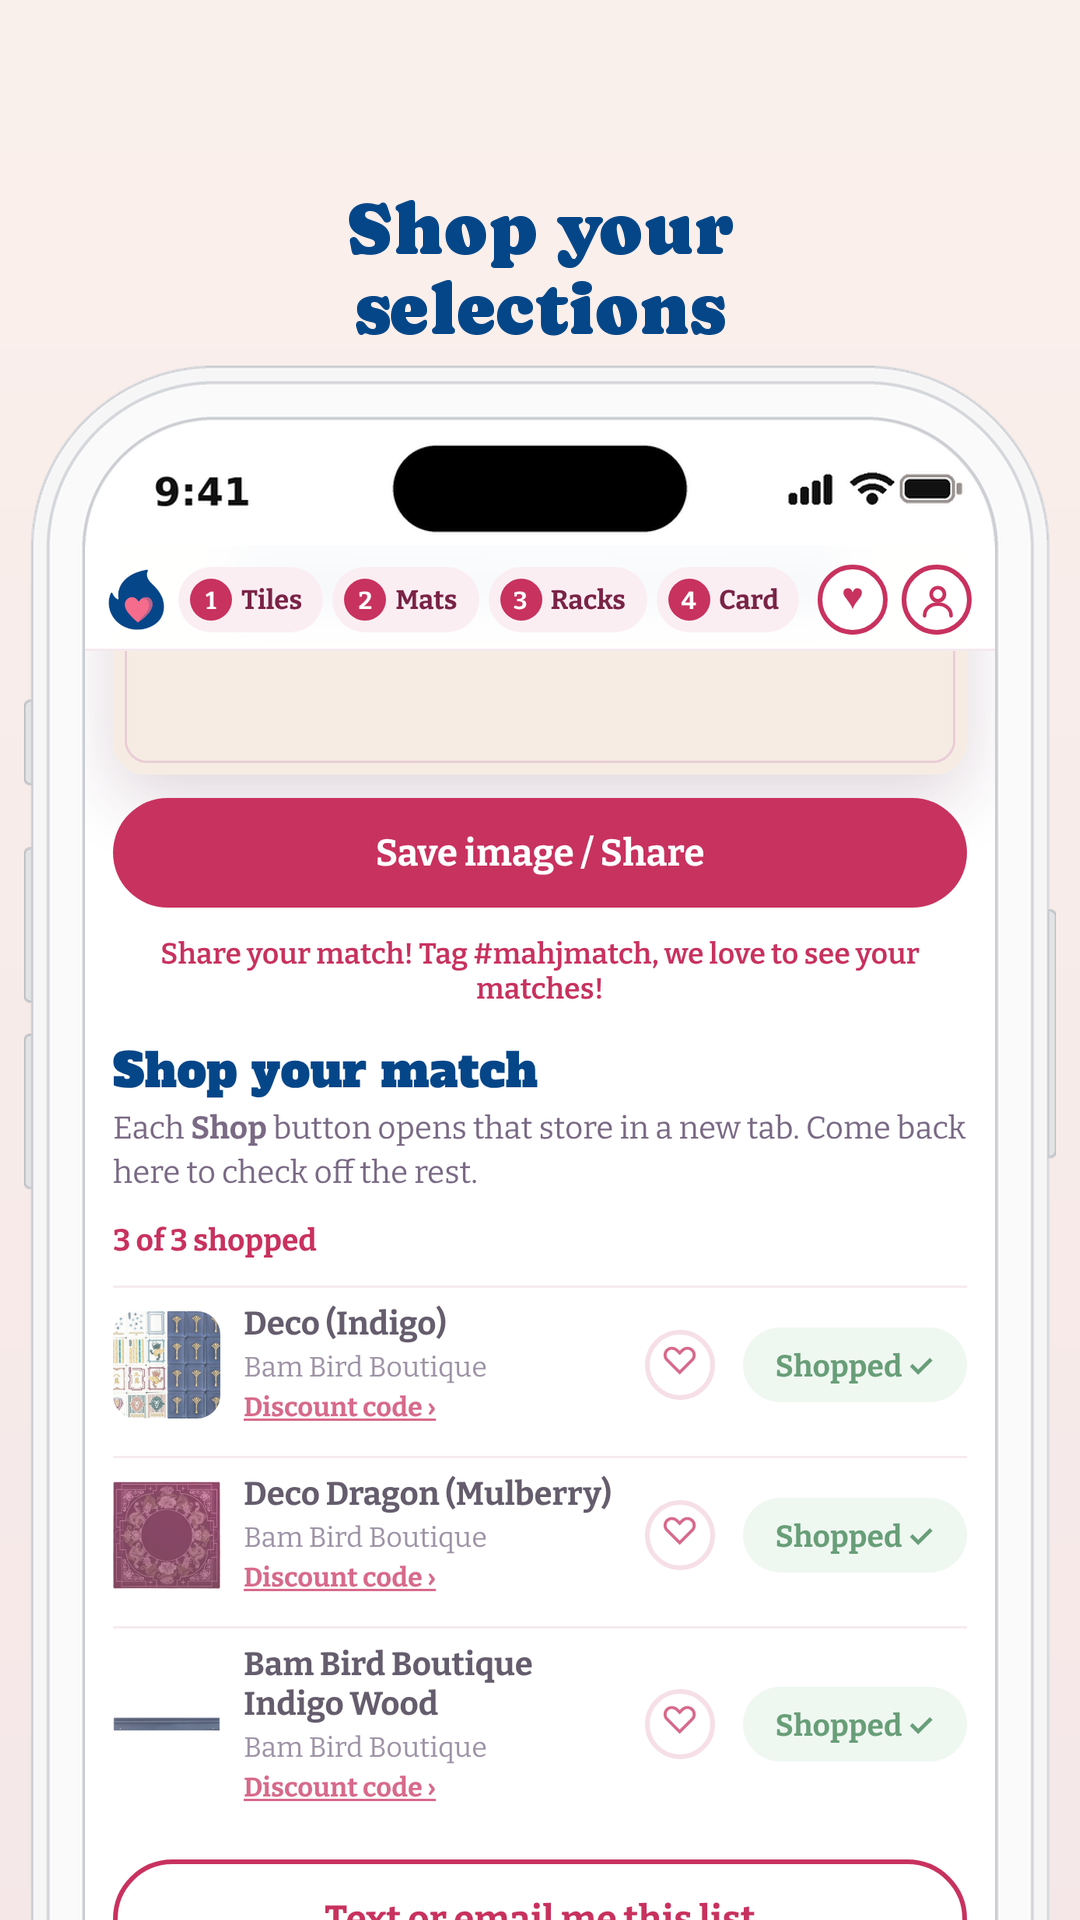 Shop your
selections
9:41
1 Tiles 2 Mats 3 Racks 4 Card
Save image / Share
Share your match! Tag #mahjmatch, we love to see your
matches!
Shop your match
Each Shop button opens that store in a new tab. Come back
here to check off the rest.
3 of 3 shopped
Deco (Indigo)
Bam Bird Boutique
Discount code ›
Shopped ✓
Deco Dragon (Mulberry)
Bam Bird Boutique
Discount code ›
Shopped ✓
Bam Bird Boutique
Indigo Wood
Bam Bird Boutique
Discount code ›
Shopped ✓
Text or email me this list